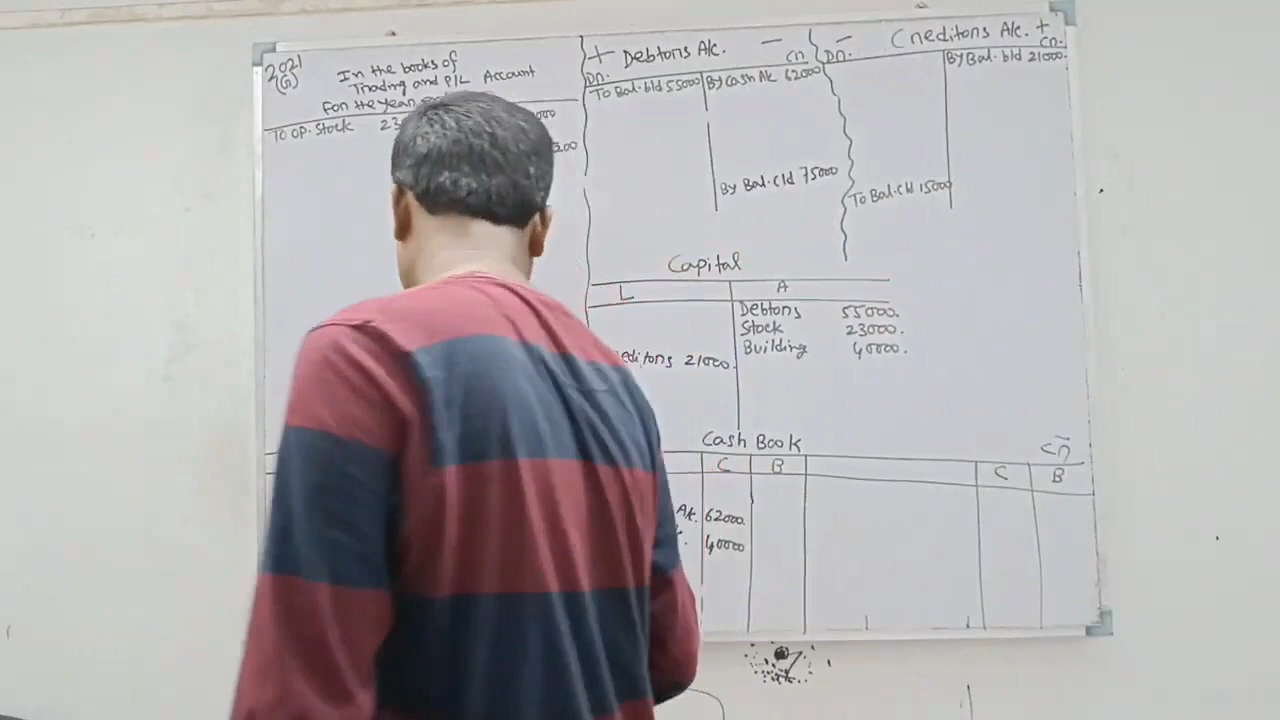 2021
(G)
In the books of
Trading and P/L Account
For the year
To OP. Stock 23
+ Debtors A/c. -
Dr. Cr
To Bal. b/d 55000 By Cash A/c 62000
By Bal. c/d 75000
- Creditors A/c. +
Dr. Cr.
By Bal. b/d 21000.
To Bal. c/d 15000
Capital
L A
Debtors 55000.
Stock 23000.
Building 40000.
editors 21000.
Cash Book
Cr
C B C B
A/c. 62000.
40000